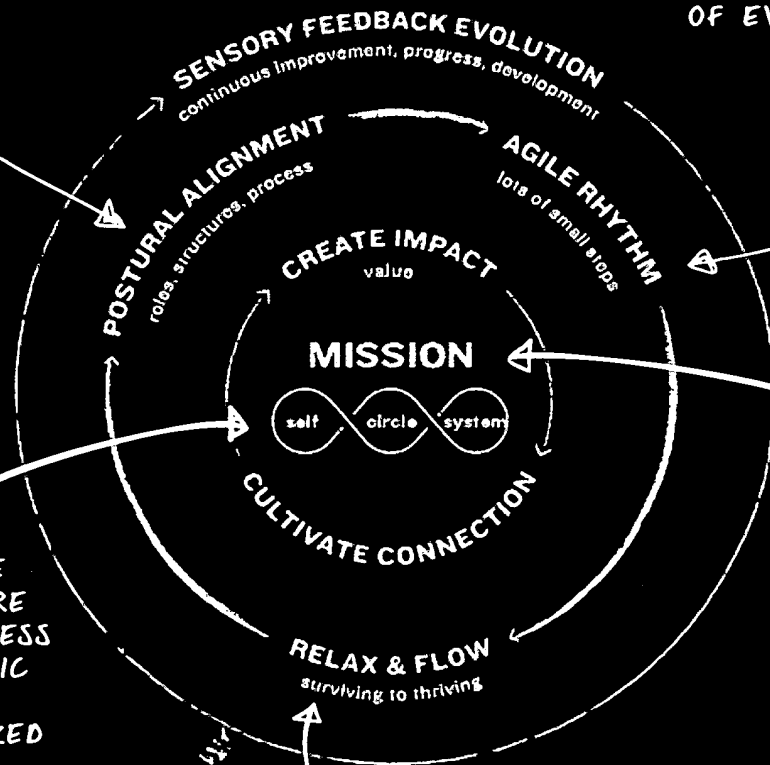 OF EV
SENSORY FEEDBACK EVOLUTION
continuous improvement, progress, development
POSTURAL ALIGNMENT
roles, structures, process
AGILE RHYTHM
lots of small steps
CREATE IMPACT
value
MISSION
self circle system
CULTIVATE CONNECTION
RELAX & FLOW
surviving to thriving
E
RE
ESS
IC
ZED